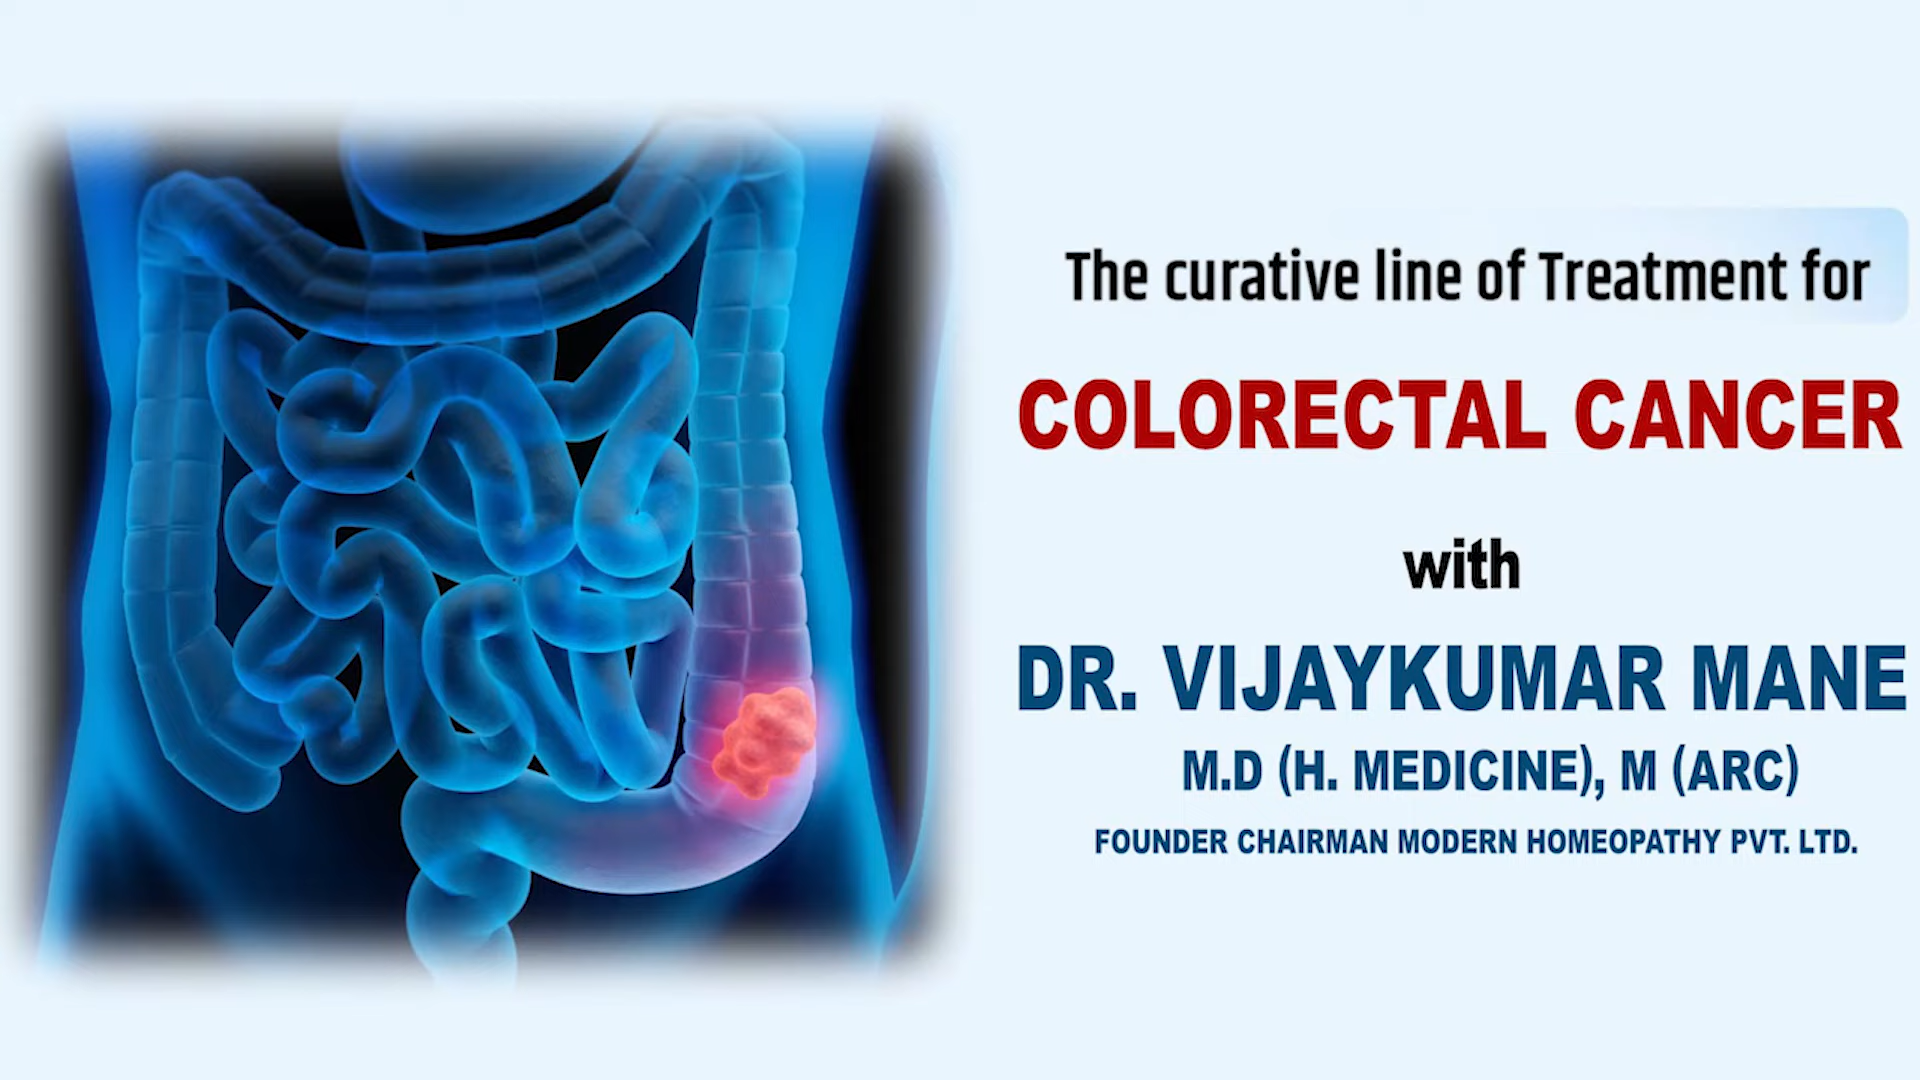 The curative line of Treatment for
COLORECTAL CANCER
with
DR. VIJAYKUMAR MANE
M.D (H. MEDICINE), M (ARC)
FOUNDER CHAIRMAN MODERN HOMEOPATHY PVT. LTD.